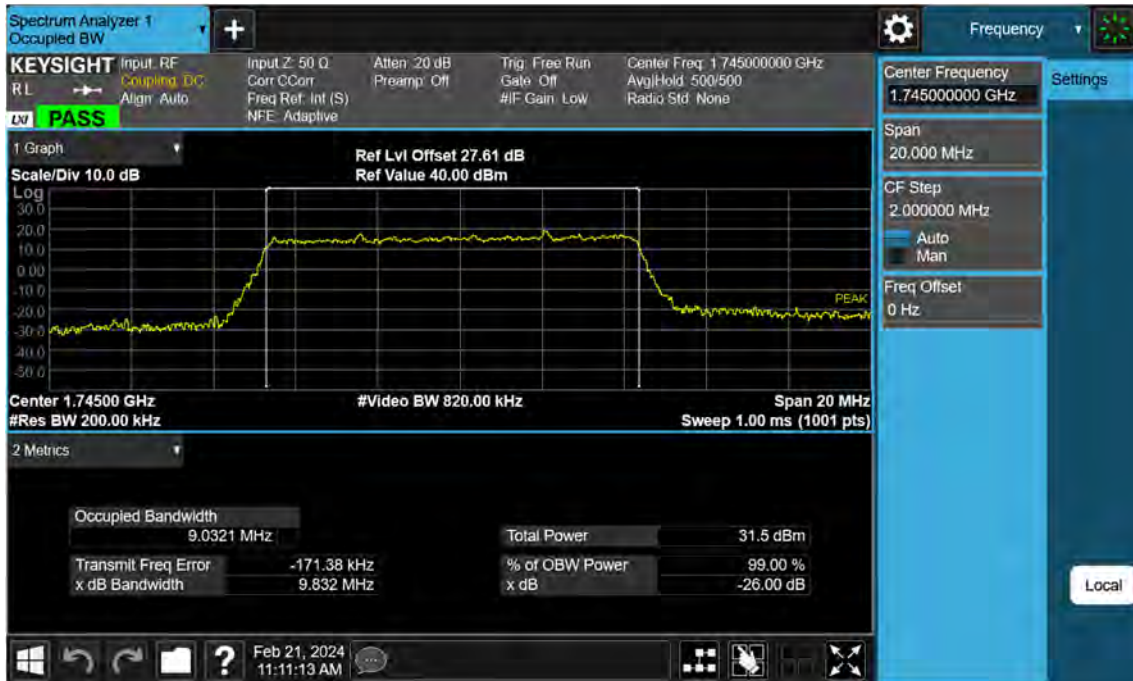 Spectrum Analyzer 1
Occupied BW
+
Frequency
KEYSIGHT
RL
LXI
PASS
Input: RF
Coupling: DC
Align: Auto
Input Z: 50 Ω
Corr CCorr
Freq Ref: Int (S)
NFE: Adaptive
Atten: 20 dB
Preamp: Off
Trig: Free Run
Gate: Off
#IF Gain: Low
Center Freq: 1.745000000 GHz
Avg|Hold: 500/500
Radio Std: None
Center Frequency
1.745000000 GHz
Settings
Span
20.000 MHz
CF Step
2.000000 MHz
Auto
Man
Freq Offset
0 Hz
1 Graph
Scale/Div 10.0 dB
Ref Lvl Offset 27.61 dB
Ref Value 40.00 dBm
Log
30.0
20.0
10.0
0.00
-10.0
-20.0
-30.0
-40.0
-50.0
PEAK
Center 1.74500 GHz
#Video BW 820.00 kHz
Span 20 MHz
#Res BW 200.00 kHz
Sweep 1.00 ms (1001 pts)
2 Metrics
Occupied Bandwidth
9.0321 MHz
Total Power 31.5 dBm
Transmit Freq Error -171.38 kHz
% of OBW Power 99.00 %
x dB Bandwidth 9.832 MHz
x dB -26.00 dB
Local
?
Feb 21, 2024
11:11:13 AM